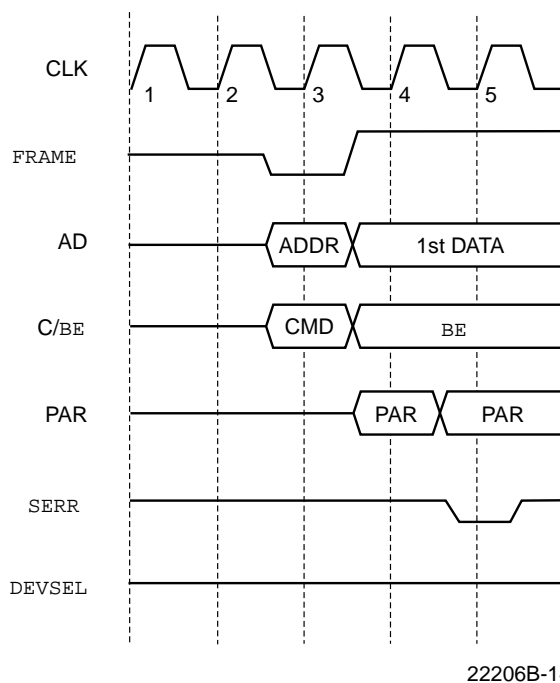 CLK
1 2 3 4 5
FRAME
AD ADDR 1st DATA
C/BE CMD BE
PAR PAR PAR
SERR
DEVSEL
22206B-1